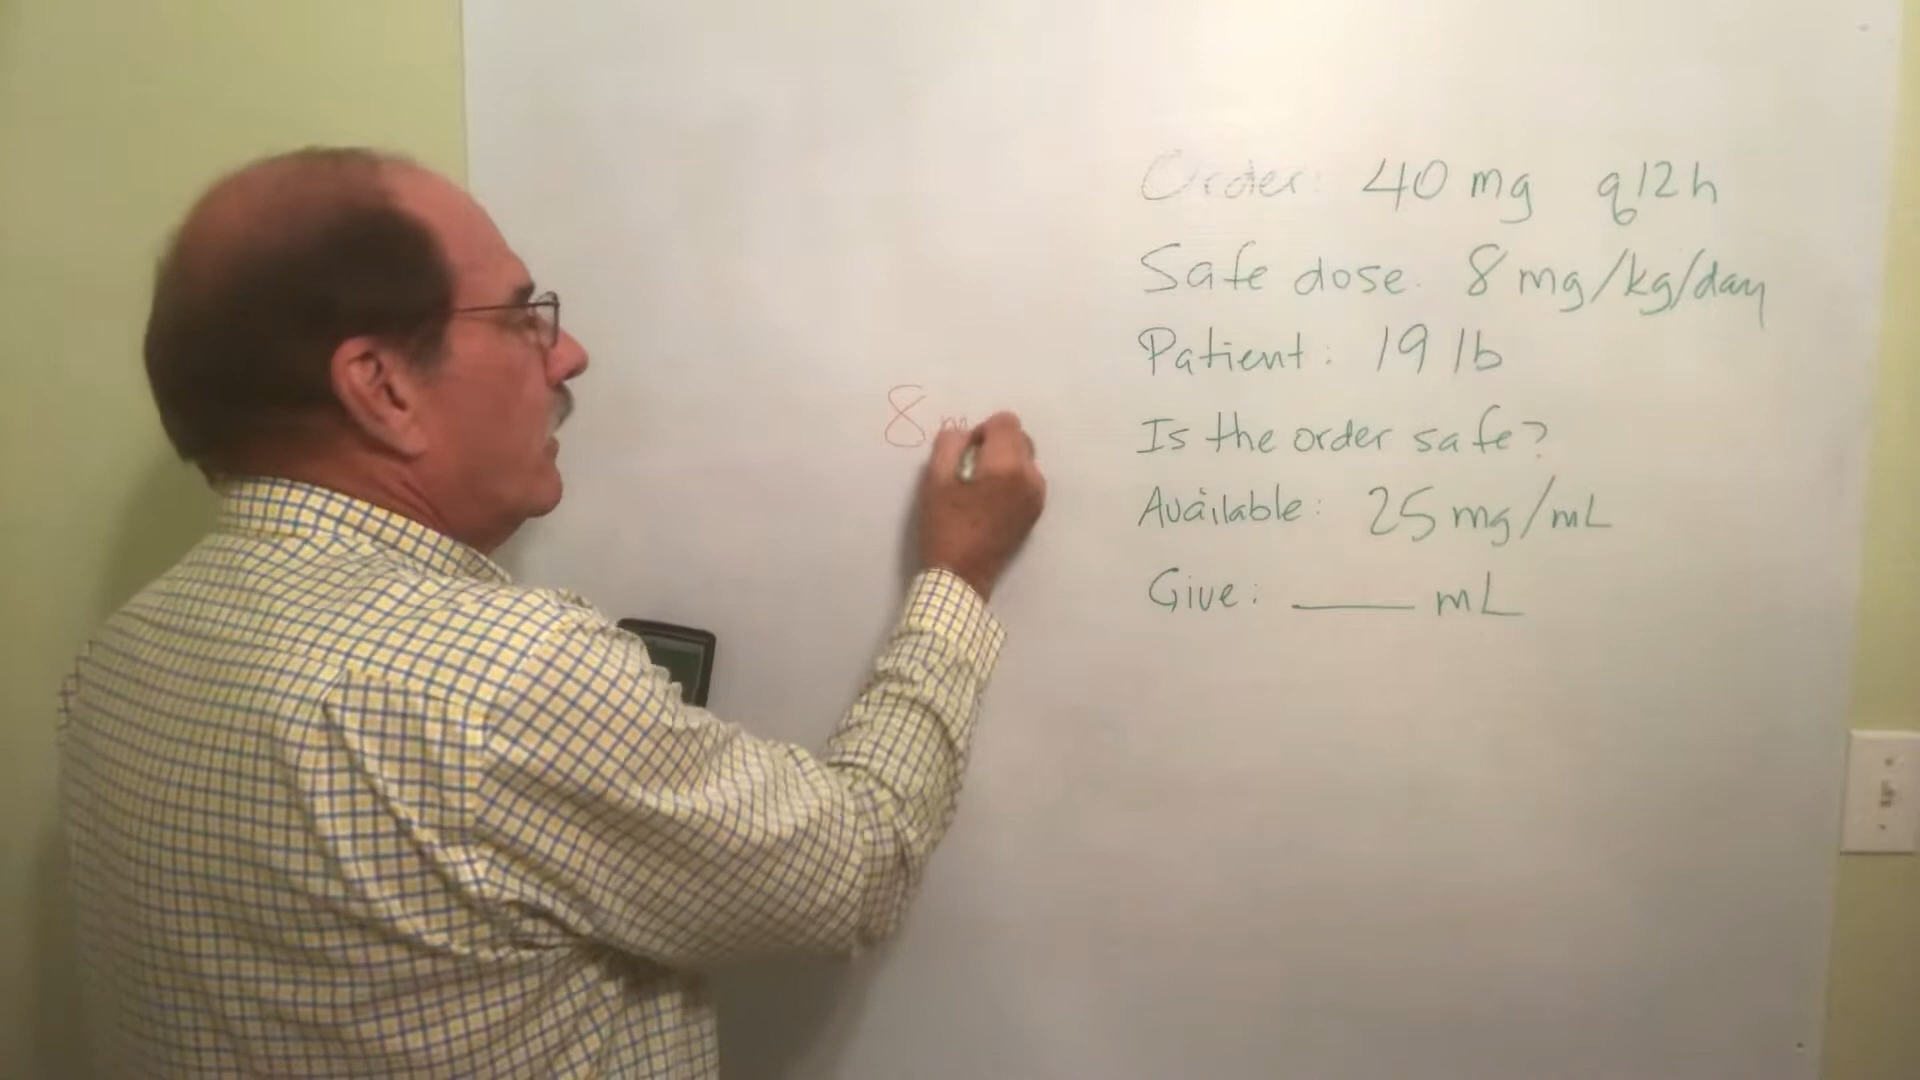 Order: 40 mg q12h
Safe dose: 8 mg/kg/day
Patient: 19 lb
8 m
Is the order safe?
Available: 25 mg/mL
Give: ____ mL